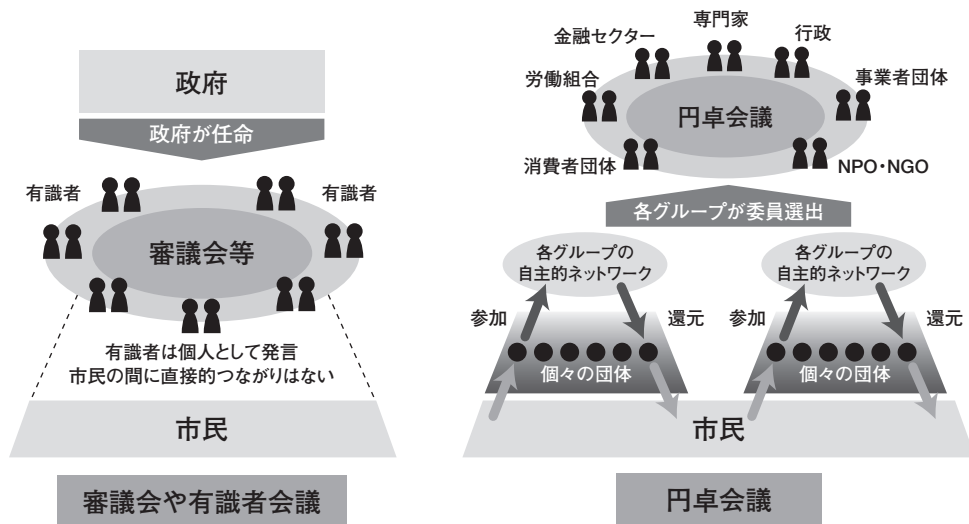 政府
政府が任命
有識者
有識者
審議会等
有識者は個人として発言
市民の間に直接的つながりはない
市民
審議会や有識者会議
専門家
金融セクター
行政
労働組合
事業者団体
円卓会議
消費者団体
NPO・NGO
各グループが委員選出
各グループの
自主的ネットワーク
各グループの
自主的ネットワーク
参加
還元
参加
還元
個々の団体
個々の団体
市民
円卓会議